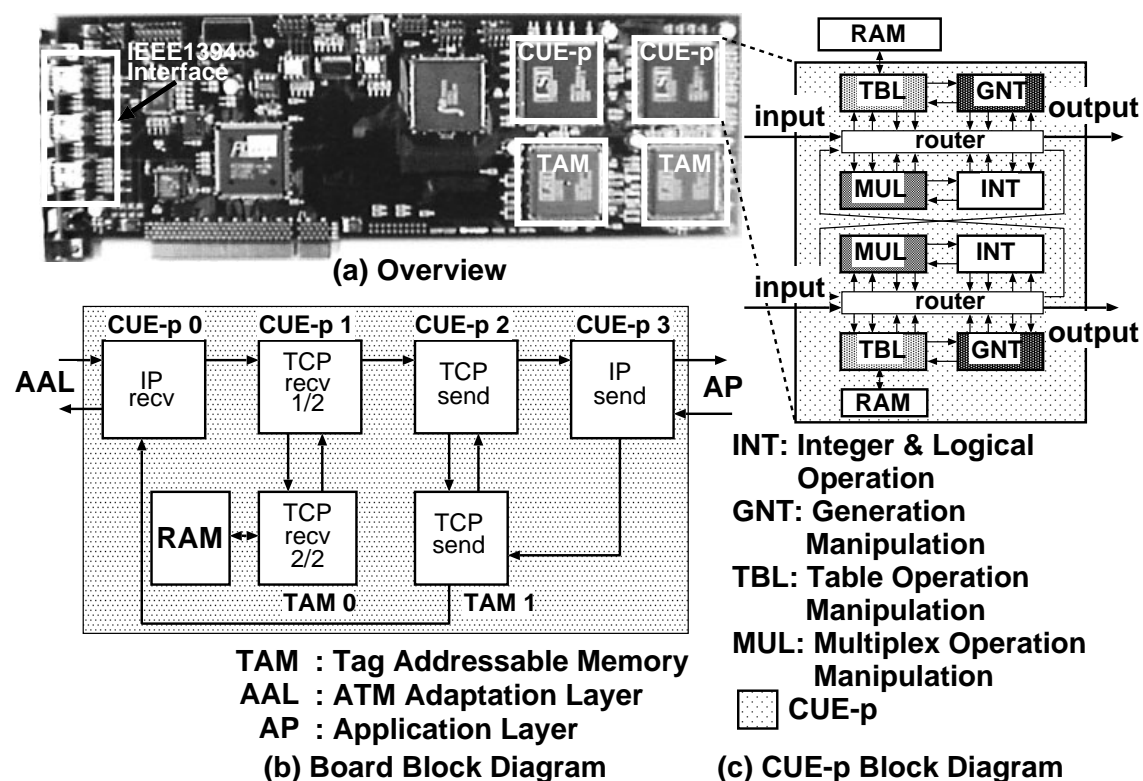 IEEE1394
Interface
CUE-p
CUE-p
TAM
TAM
(a) Overview
RAM
TBL
GNT
input
output
router
MUL
INT
MUL
INT
input
router
output
TBL
GNT
RAM
CUE-p 0
CUE-p 1
CUE-p 2
CUE-p 3
AAL
IP
recv
TCP
recv
1/2
TCP
send
IP
send
AP
RAM
TCP
recv
2/2
TCP
send
TAM 0
TAM 1
TAM : Tag Addressable Memory
AAL : ATM Adaptation Layer
AP : Application Layer
(b) Board Block Diagram
INT: Integer & Logical
Operation
GNT: Generation
Manipulation
TBL: Table Operation
Manipulation
MUL: Multiplex Operation
Manipulation
CUE-p
(c) CUE-p Block Diagram